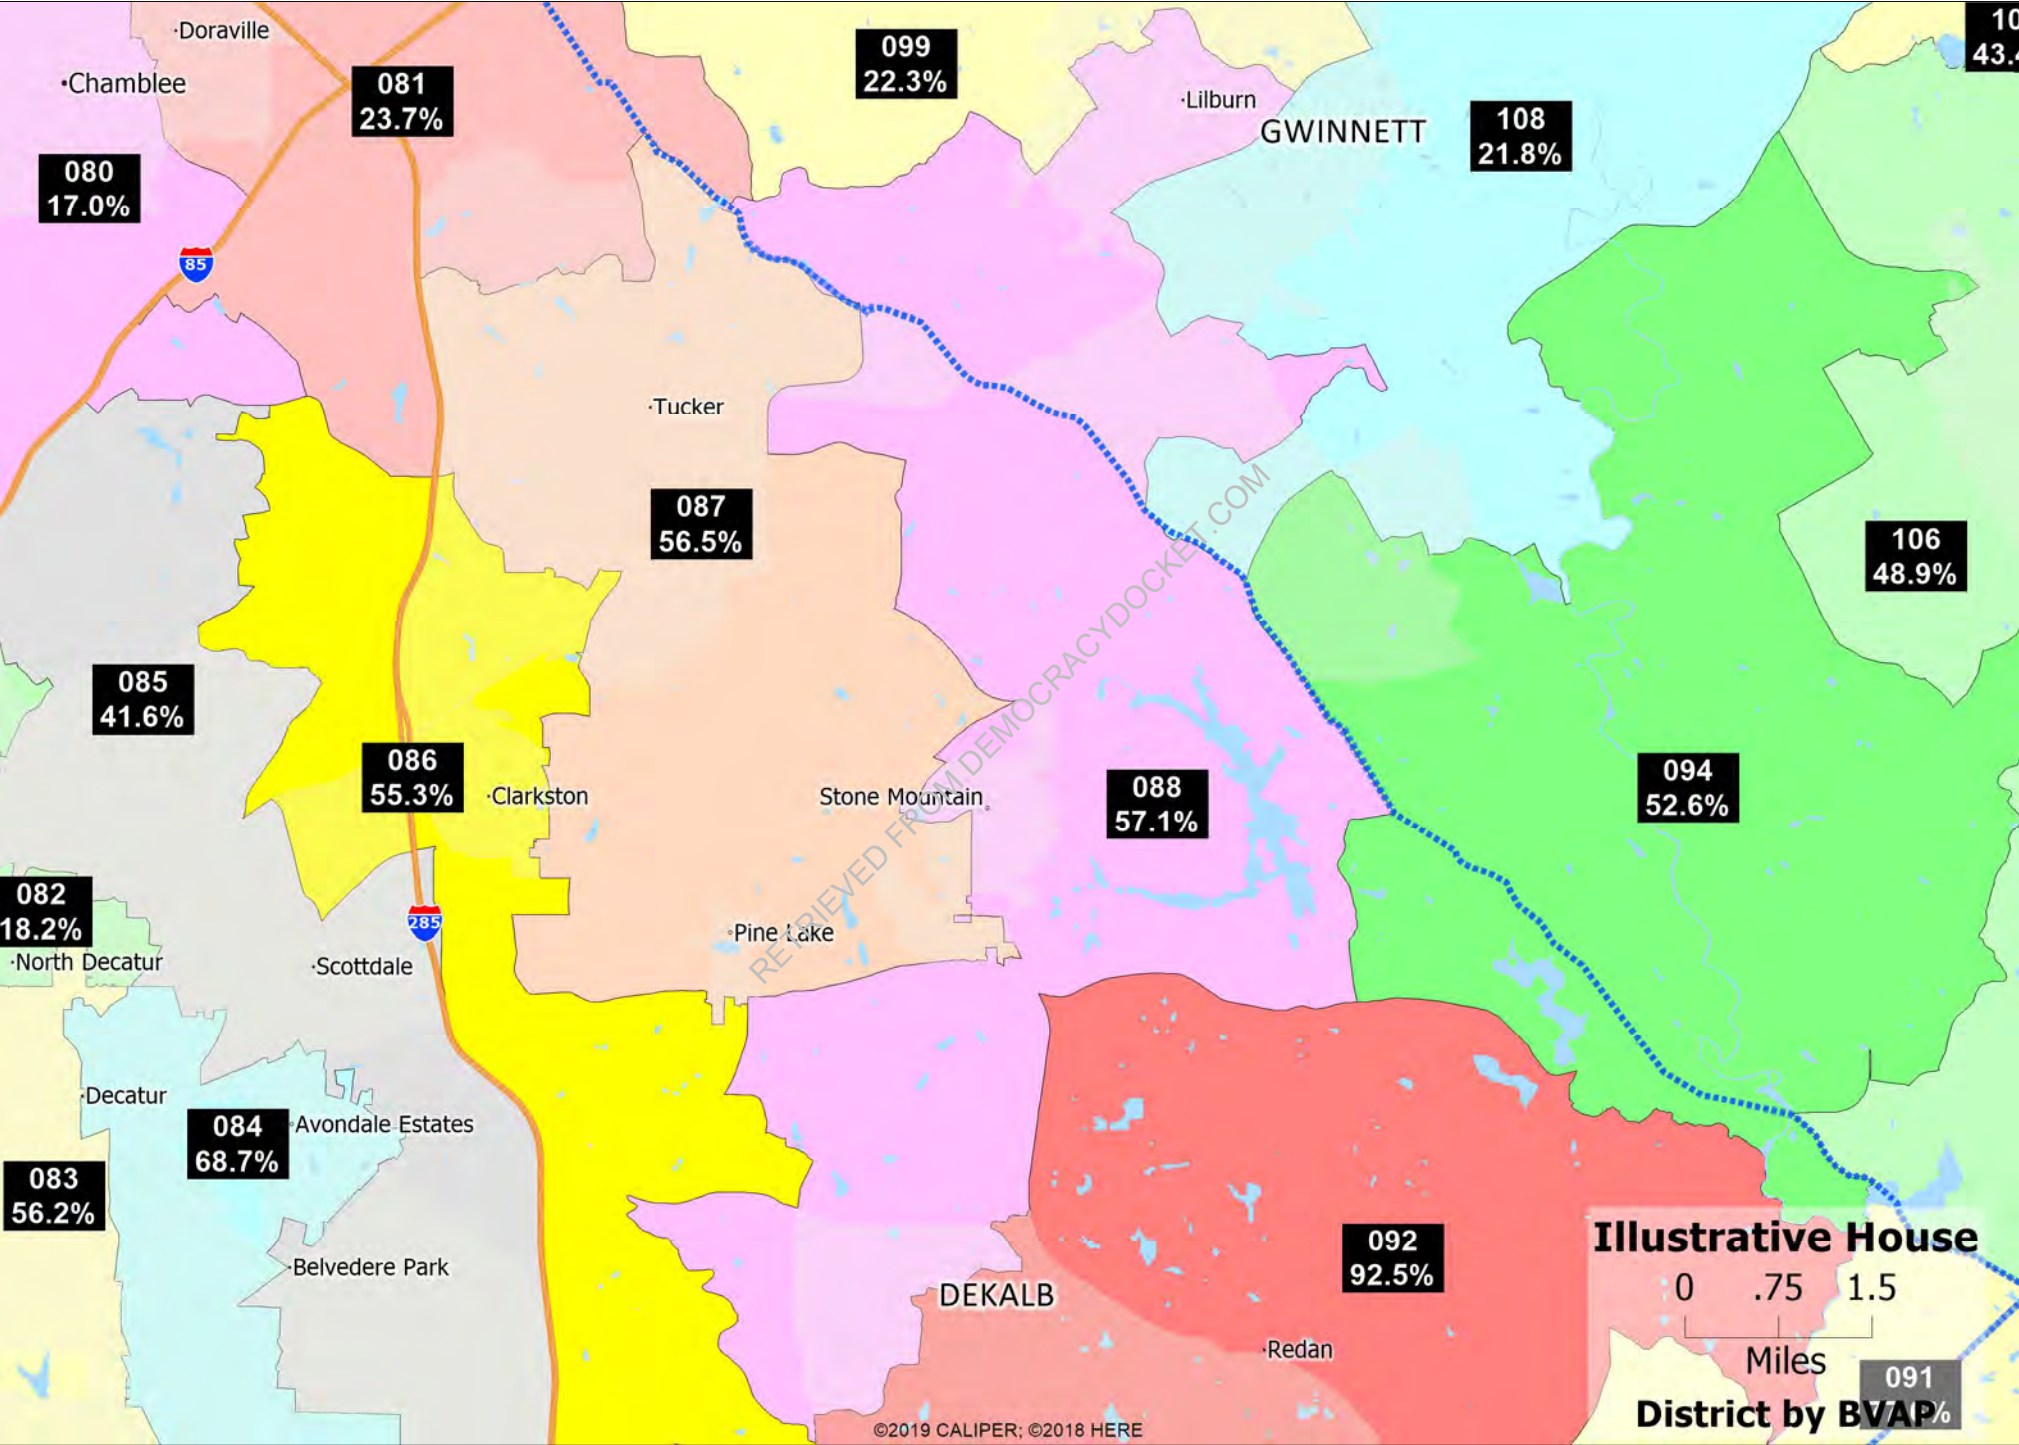 Doraville
Chamblee
081
23.7%
099
22.3%
Lilburn
GWINNETT
108
21.8%
10
43.4
080
17.0%
85
Tucker
087
56.5%
106
48.9%
085
41.6%
086
55.3%
Clarkston
Stone Mountain
088
57.1%
094
52.6%
082
18.2%
285
North Decatur
Scottdale
Pine Lake
RETRIEVED FROM DEMOCRACYDOCKET.COM
Decatur
084
68.7%
Avondale Estates
083
56.2%
Belvedere Park
DEKALB
092
92.5%
Redan
Illustrative House
0 .75 1.5
Miles
091
District by BVAP
©2019 CALIPER; ©2018 HERE